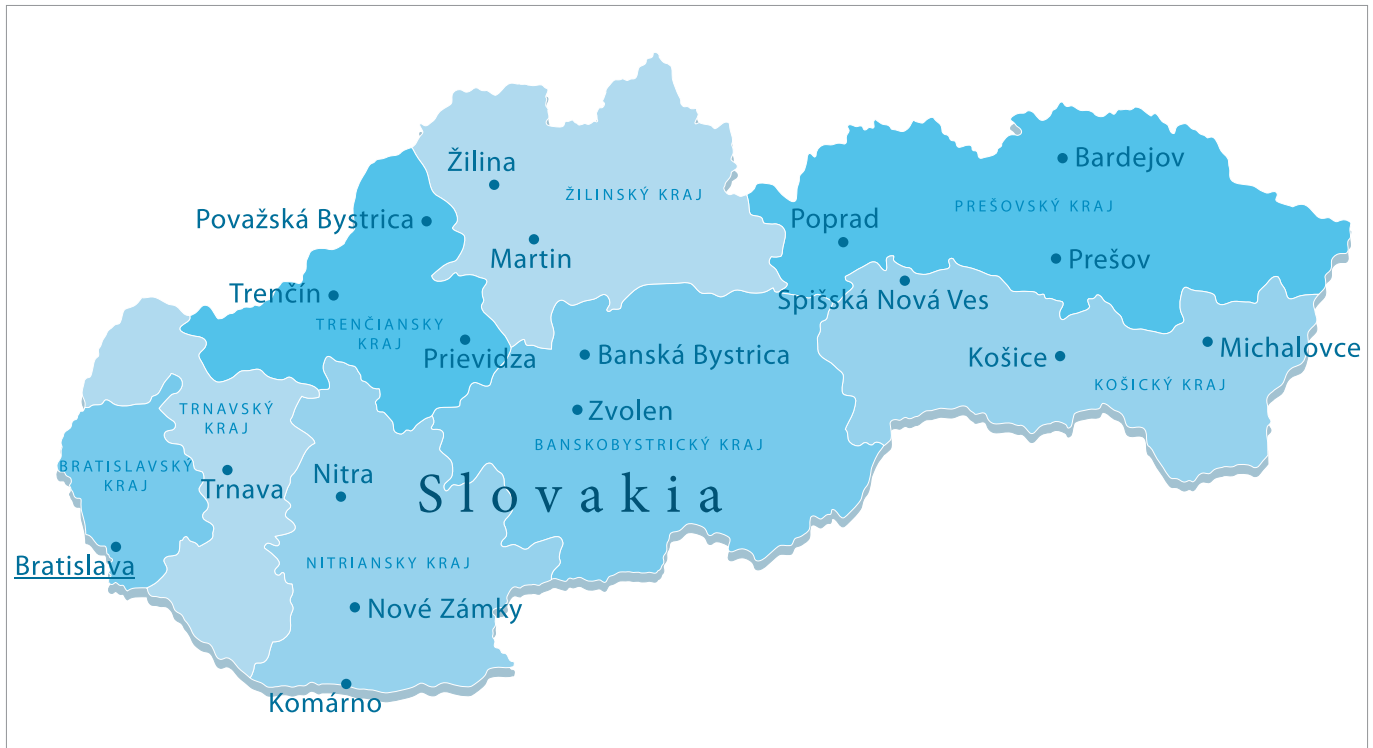 Žilina
ŽILINSKÝ KRAJ
Bardejov
Považská Bystrica
Martin
Poprad
PREŠOVSKÝ KRAJ
Prešov
Trenčín
Spišská Nová Ves
TRENČIANSKY
KRAJ
Prievidza
Banská Bystrica
Košice
Michalovce
KOŠICKÝ KRAJ
TRNAVSKÝ
KRAJ
Zvolen
BANSKOBYSTRICKÝ KRAJ
BRATISLAVSKÝ
KRAJ
Trnava
Nitra
Slovakia
Bratislava
NITRIANSKY KRAJ
Nové Zámky
Komárno